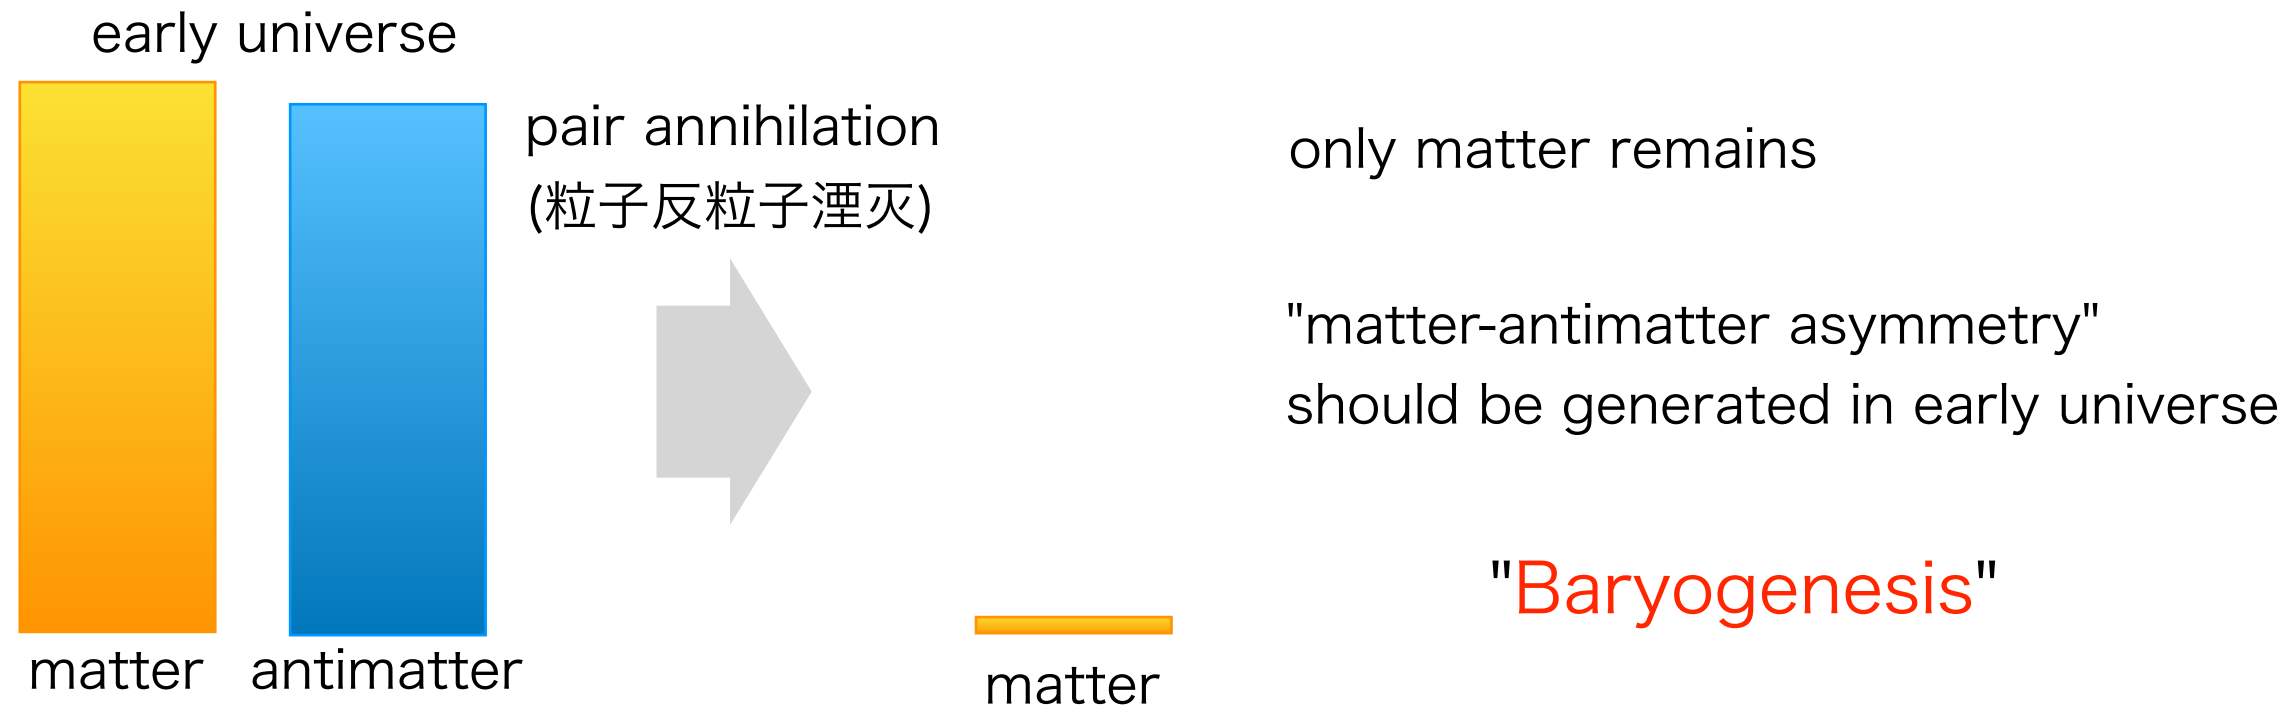 early universe
pair annihilation
(粒子反粒子湮灭)
matter
antimatter
matter
only matter remains
"matter-antimatter asymmetry"
should be generated in early universe
"Baryogenesis"